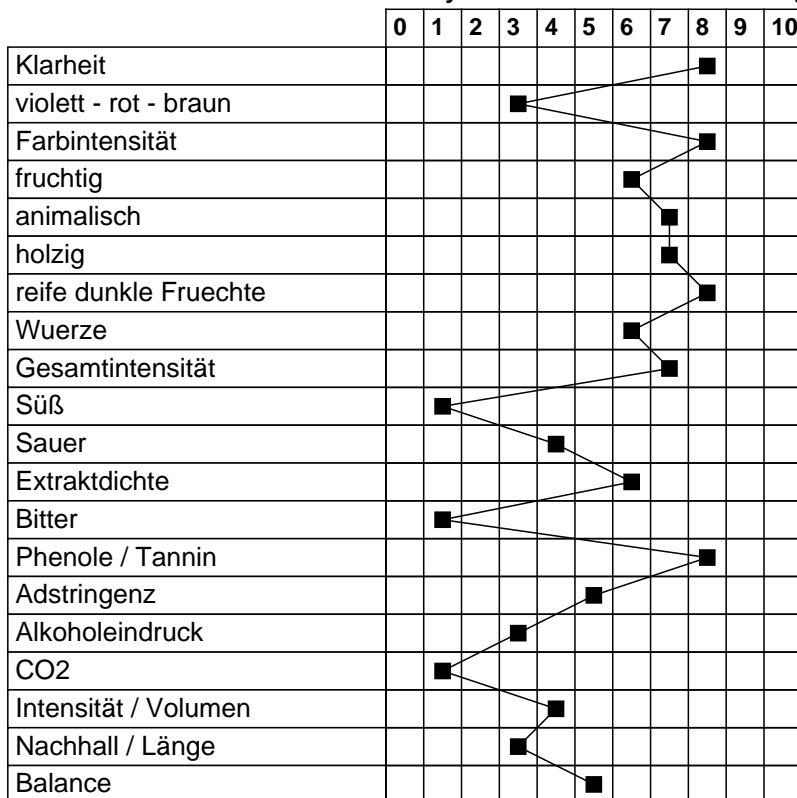 0 1 2 3 4 5 6 7 8 9 10
Klarheit
violett - rot - braun
Farbintensität
fruchtig
animalisch
holzig
reife dunkle Fruechte
Wuerze
Gesamtintensität
Süß
Sauer
Extraktdichte
Bitter
Phenole / Tannin
Adstringenz
Alkoholeindruck
CO2
Intensität / Volumen
Nachhall / Länge
Balance